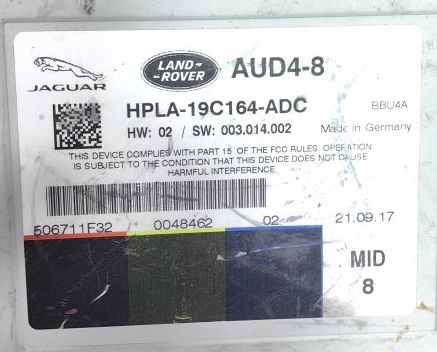 JAGUAR
LAND-
-ROVER
AUD4-8
HPLA-19C164-ADC
BBU4A
HW: 02 / SW: 003.014.002
Made in Germany
THIS DEVICE COMPLIES WITH PART 15 OF THE FCC RULES OPERATION
IS SUBJECT TO THE CONDITION THAT THIS DEVICE DOES NOT CAUSE
HARMFUL INTERFERENCE
506711F32 0048462 02 21.09.17
MID
8